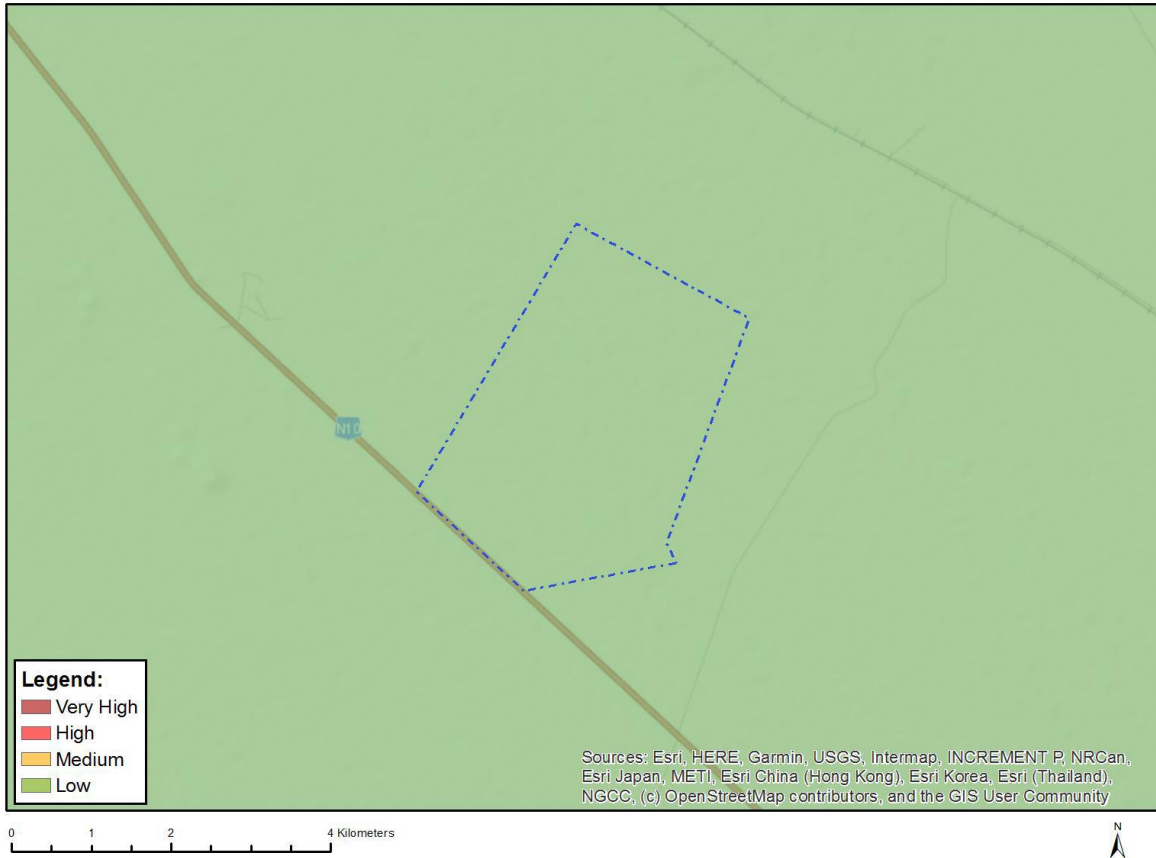 N10
Legend:
Very High
High
Medium
Low
Sources: Esri, HERE, Garmin, USGS, Intermap, INCREMENT P, NRCan,
Esri Japan, METI, Esri China (Hong Kong), Esri Korea, Esri (Thailand),
NGCC, (c) OpenStreetMap contributors, and the GIS User Community
0 1 2 4 Kilometers
N